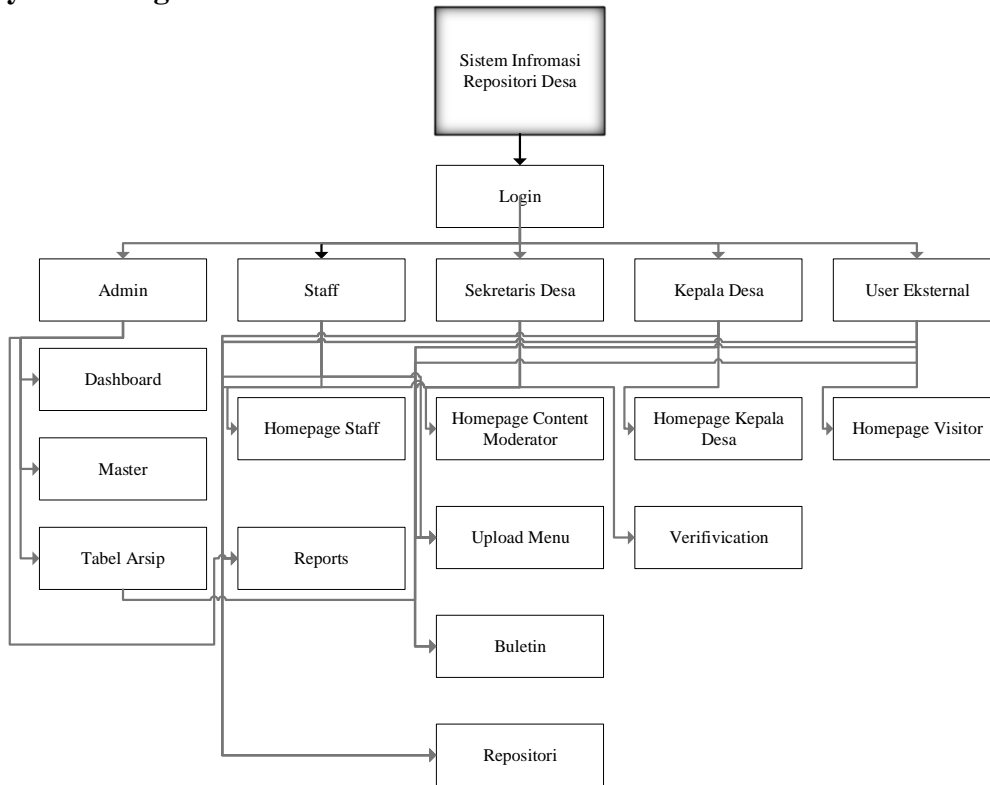 Sistem Infromasi
Repositori Desa
Login
Admin
Staff
Sekretaris Desa
Kepala Desa
User Eksternal
Dashboard
Homepage Staff
Homepage Content
Moderator
Homepage Kepala
Desa
Homepage Visitor
Master
Tabel Arsip
Reports
Upload Menu
Verifivication
Buletin
Repositori